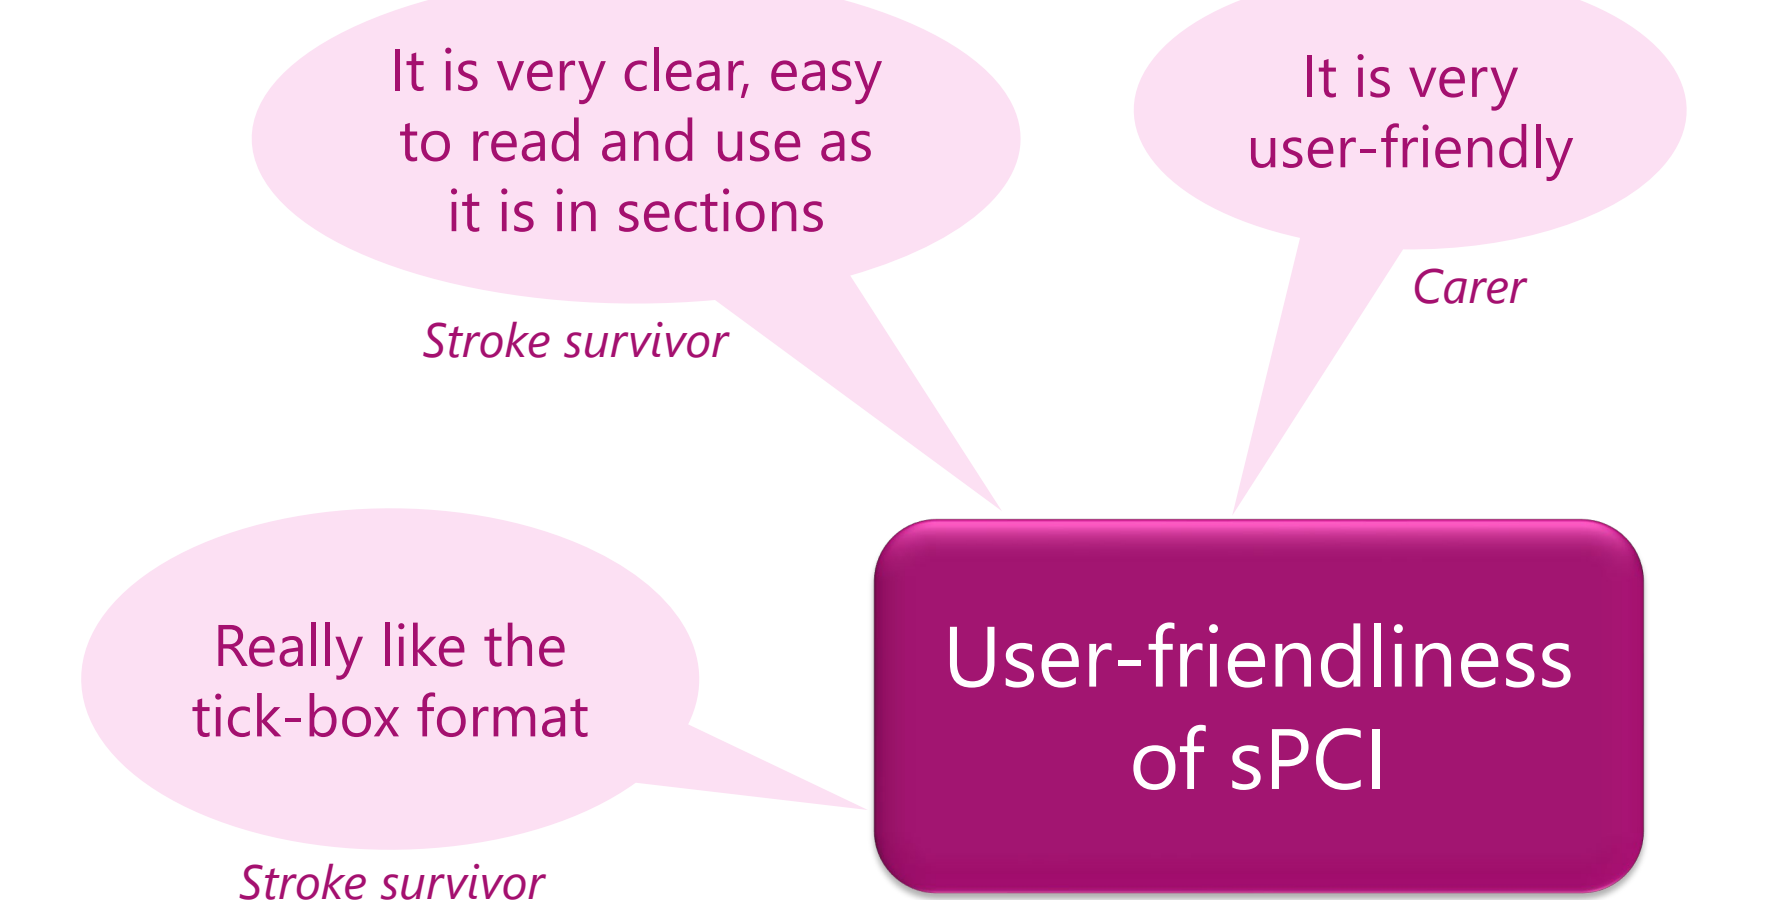 It is very clear, easy
to read and use as
it is in sections
Stroke survivor
It is very
user-friendly
Carer
Really like the
tick-box format
Stroke survivor
User-friendliness
of sPCI